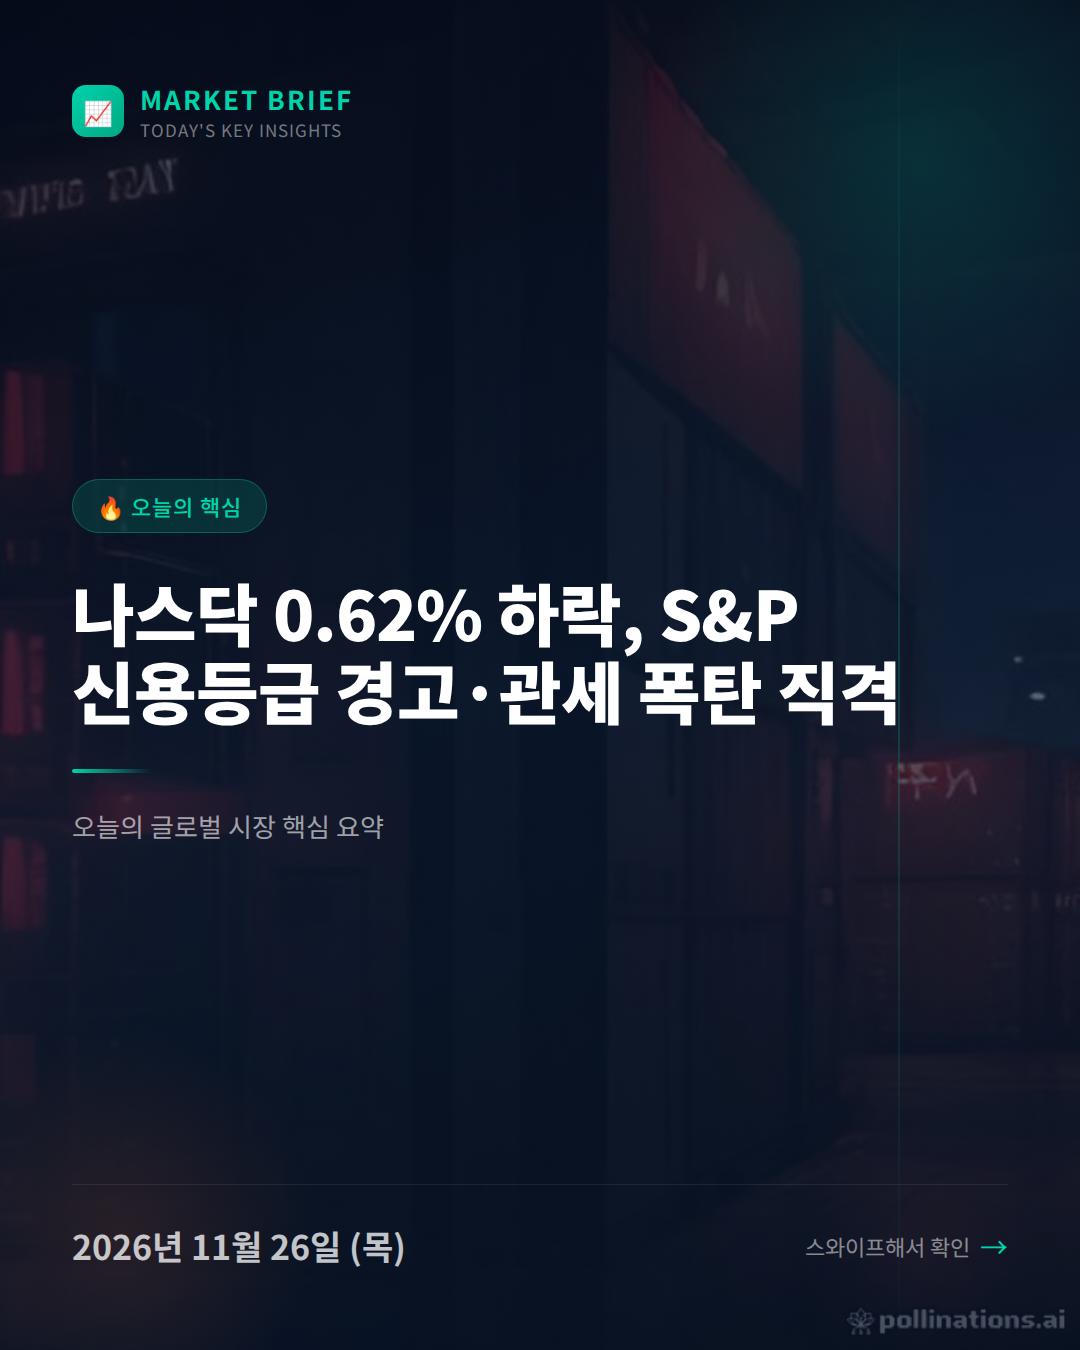 MARKET BRIEF
TODAY'S KEY INSIGHTS
🔥 오늘의 핵심
나스닥 0.62% 하락, S&P
신용등급 경고·관세 폭탄 직격
오늘의 글로벌 시장 핵심 요약
2026년 11월 26일 (목)
스와이프해서 확인 →
pollinations.ai